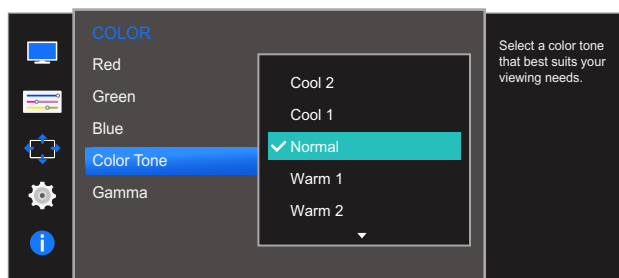 COLOR
Red
Green
Blue
Color Tone
Gamma
Cool 2
Cool 1
Normal
Warm 1
Warm 2
Select a color tone
that best suits your
viewing needs.